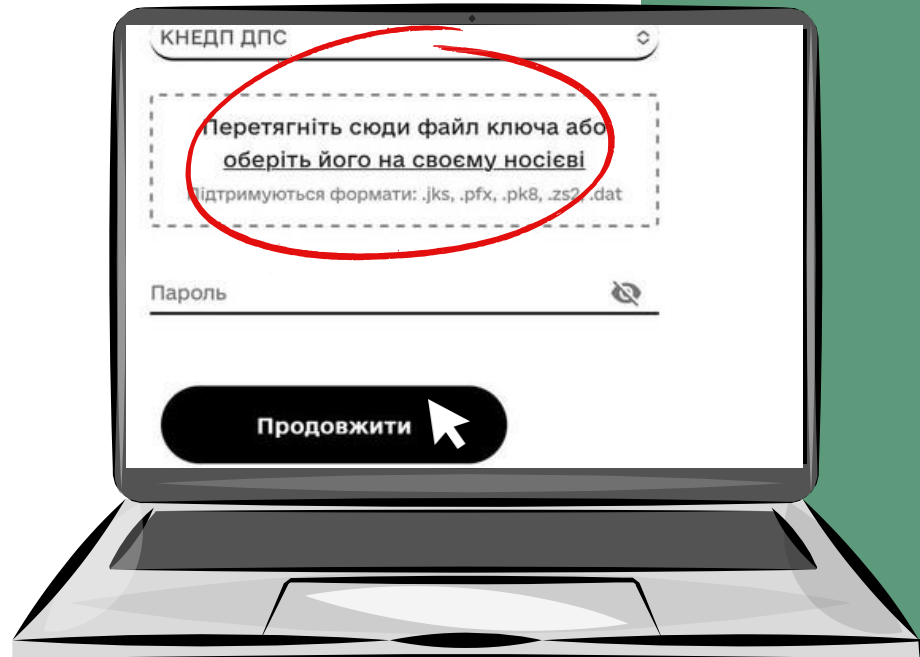 КНЕДП ДПС
Перетягніть сюди файл ключа або
оберіть його на своєму носієві
Підтримуються формати: .jks, .pfx, .pk8, .zs2, .dat
Пароль
Продовжити